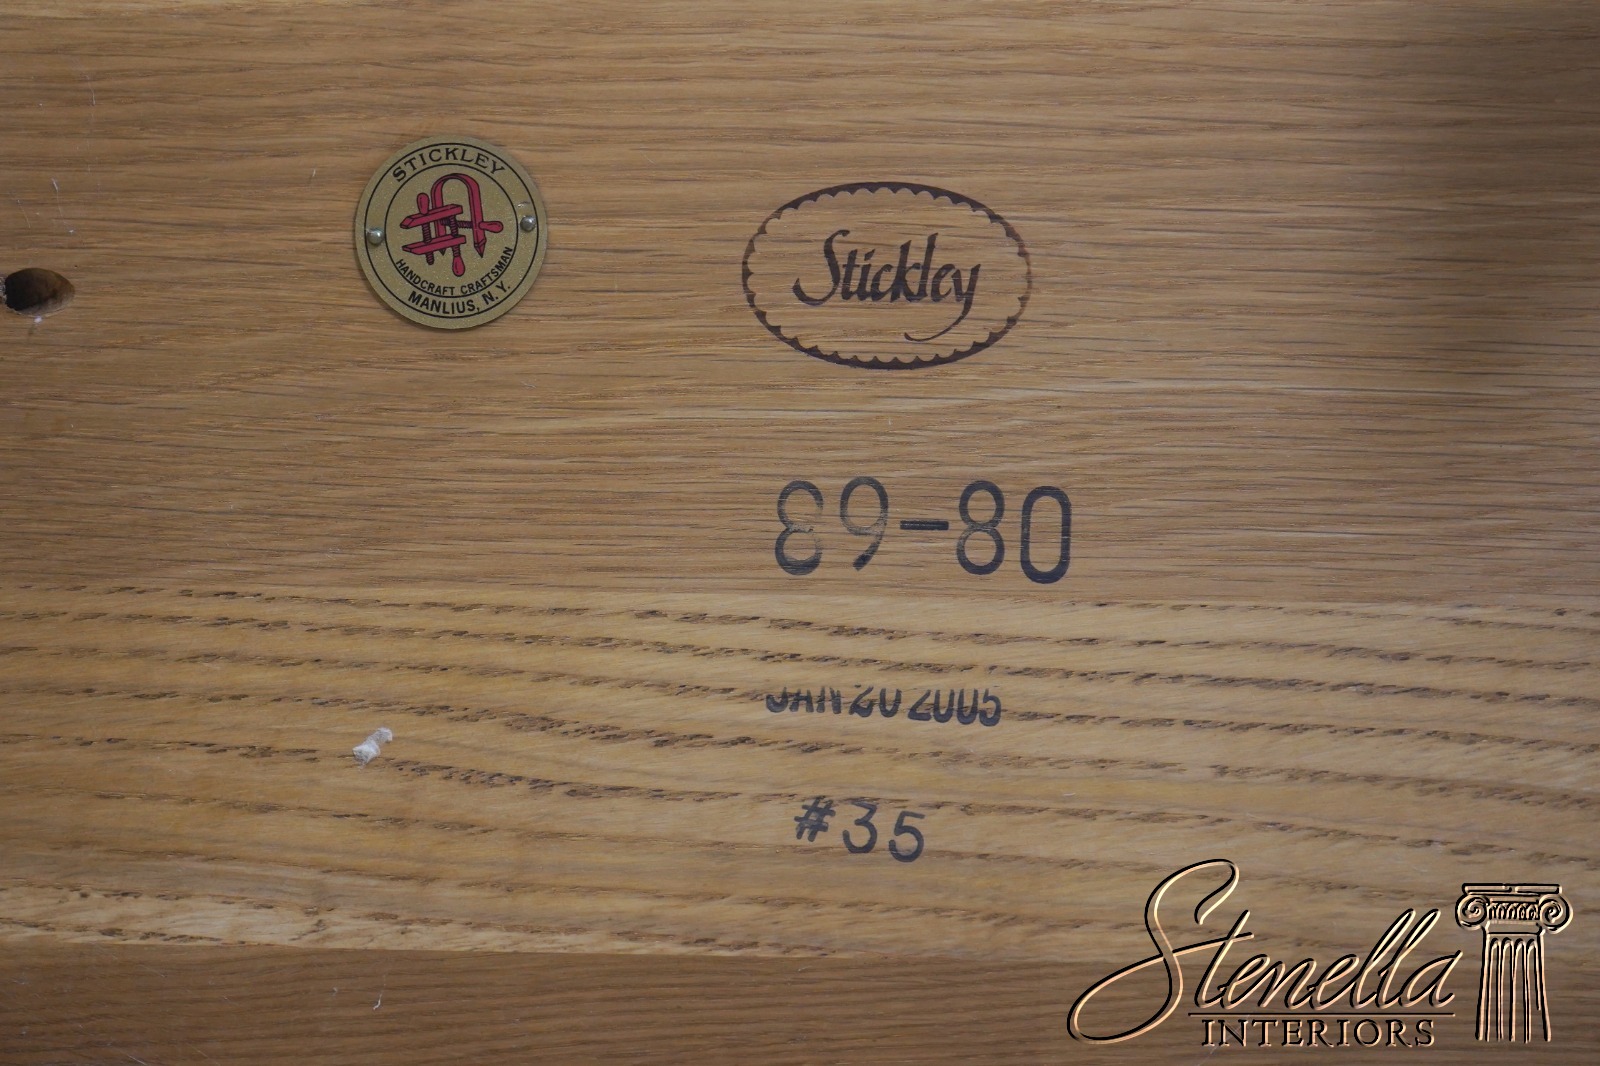 STICKLEY
HANDCRAFT CRAFTSMAN
MANLIUS, N.Y.
Stickley
89-80
JAN 20 2005
#35
Stenella
INTERIORS